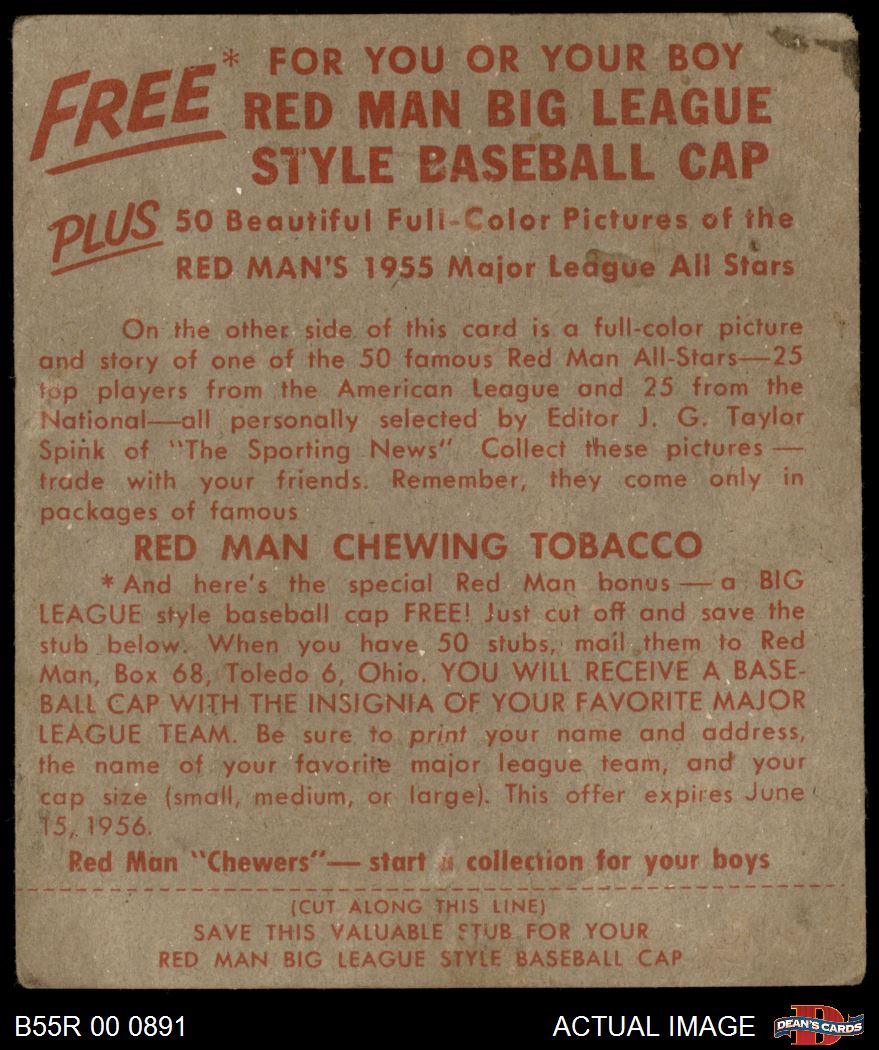 FREE* FOR YOU OR YOUR BOY
RED MAN BIG LEAGUE
STYLE BASEBALL CAP
PLUS 50 Beautiful Full-Color Pictures of the
RED MAN'S 1955 Major League All Stars
On the other side of this card is a full-color picture
and story of one of the 50 famous Red Man All-Stars—25
top players from the American League and 25 from the
National—all personally selected by Editor J. G. Taylor
Spink of "The Sporting News" Collect these pictures—
trade with your friends. Remember, they come only in
packages of famous
RED MAN CHEWING TOBACCO
*And here's the special Red Man bonus—a BIG
LEAGUE style baseball cap FREE! Just cut off and save the
stub below. When you have 50 stubs, mail them to Red
Man, Box 68, Toledo 6, Ohio. YOU WILL RECEIVE A BASE-
BALL CAP WITH THE INSIGNIA OF YOUR FAVORITE MAJOR
LEAGUE TEAM. Be sure to print your name and address,
the name of your favorite major league team, and your
cap size (small, medium, or large). This offer expires June
15, 1956.
Red Man "Chewers"— start a collection for your boys
(CUT ALONG THIS LINE)
SAVE THIS VALUABLE STUB FOR YOUR
RED MAN BIG LEAGUE STYLE BASEBALL CAP
B55R 00 0891 ACTUAL IMAGE DEAN'S CARDS